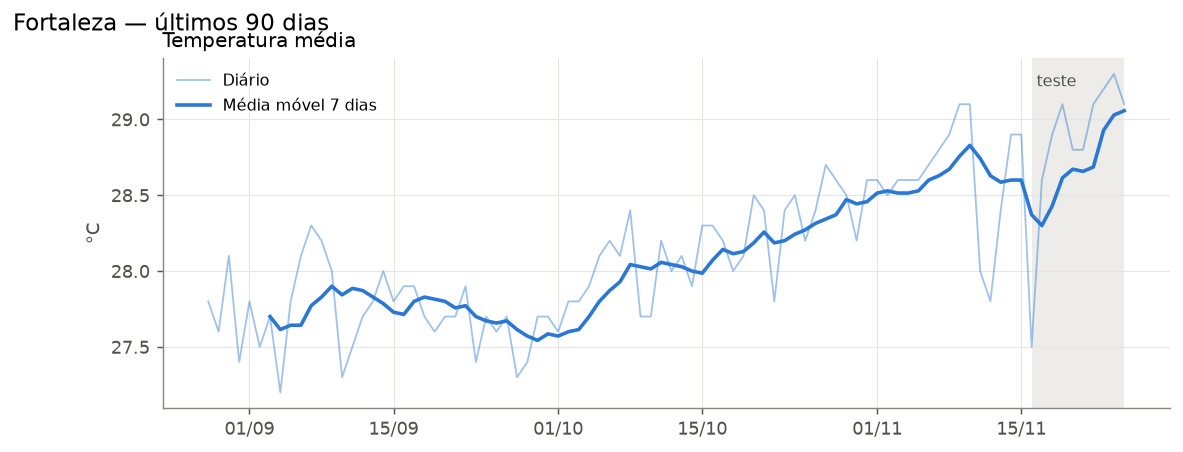 Fortaleza — últimos 90 dias
Temperatura média
Diário
Média móvel 7 dias
teste
°C
29.0
28.5
28.0
27.5
01/09
15/09
01/10
15/10
01/11
15/11